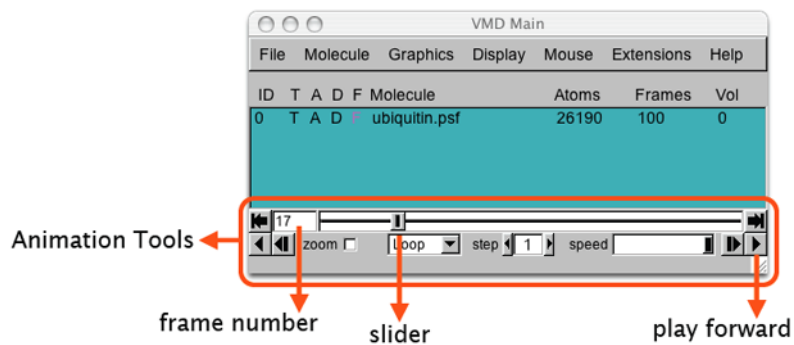 VMD Main
File Molecule Graphics Display Mouse Extensions Help
ID T A D F Molecule Atoms Frames Vol
0 T A D F ubiquitin.psf 26190 100 0
17
Animation Tools
zoom Loop step 1 speed
frame number
slider
play forward